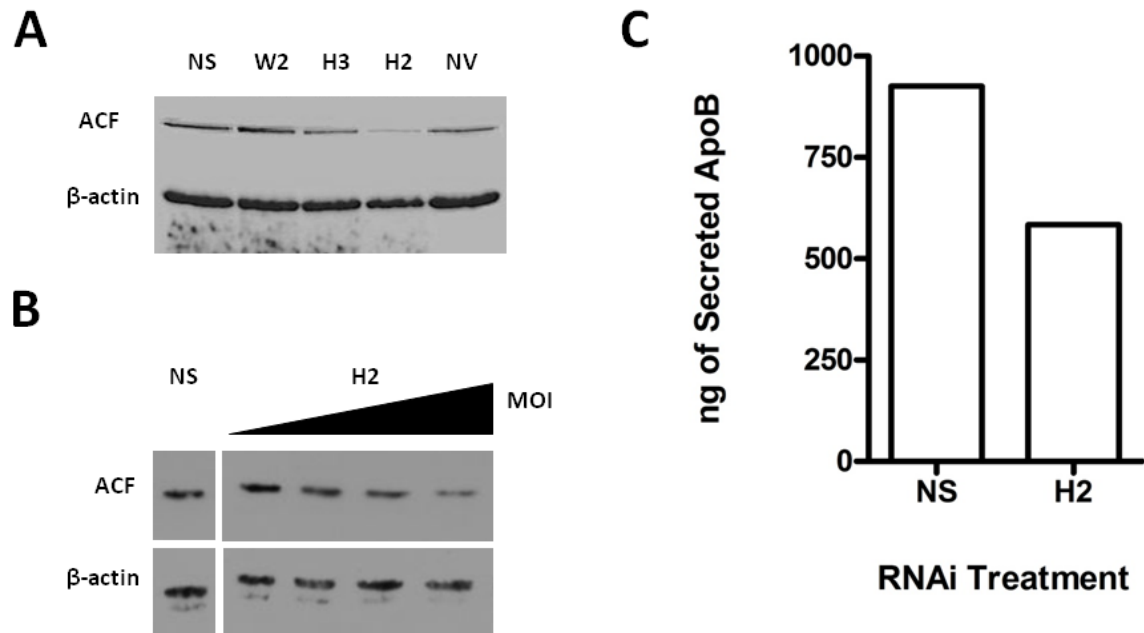 A
NS W2 H3 H2 NV
ACF
β-actin
B
NS H2
MOI
ACF
β-actin
C
1000
750
500
250
0
ng of Secreted ApoB
NS H2
RNAi Treatment